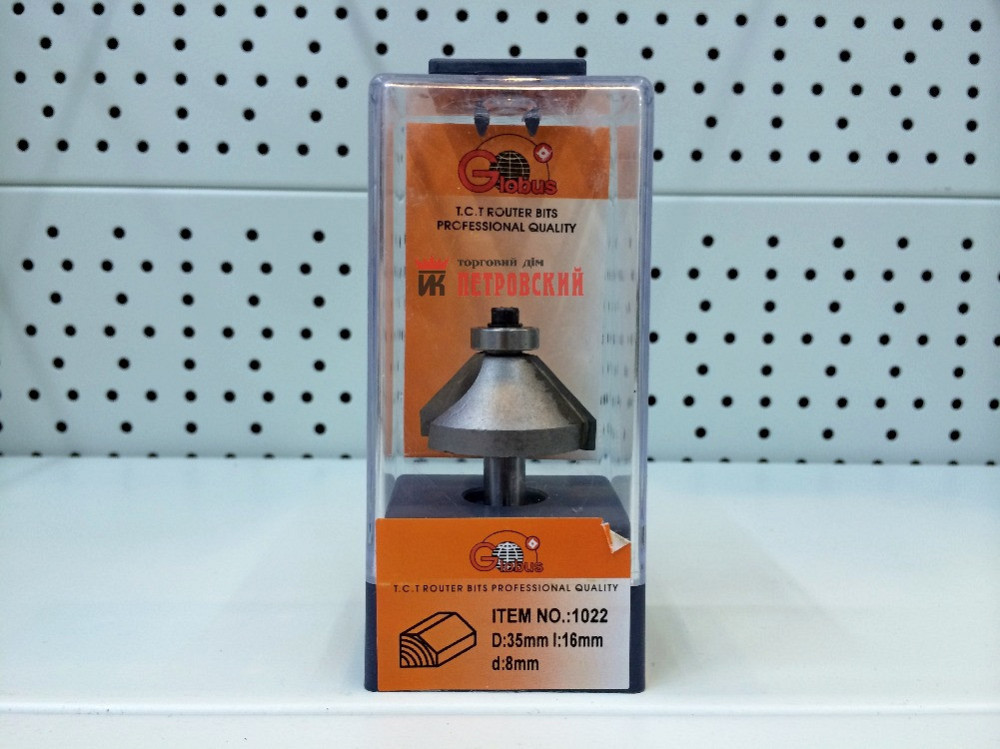 Globus
T.C.T ROUTER BITS
PROFESSIONAL QUALITY
торговий дім
ПЕТРОВСКИЙ
Globus
T.C.T ROUTER BITS PROFESSIONAL QUALITY
ITEM NO.:1022
D:35mm l:16mm
d:8mm